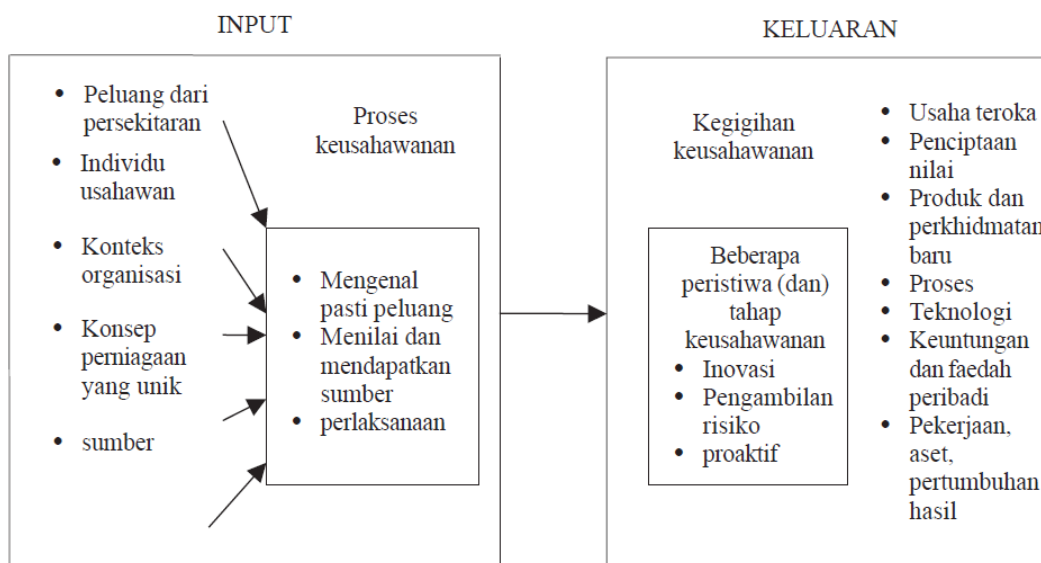 INPUT
• Peluang dari
persekitaran
• Individu
usahawan
• Konteks
organisasi
• Konsep
perniagaan
yang unik
• sumber
Proses
keusahawanan
• Mengenal
pasti peluang
• Menilai dan
mendapatkan
sumber
• perlaksanaan
KELUARAN
Kegigihan
keusahawanan
Beberapa
peristiwa (dan)
tahap
keusahawanan
• Inovasi
• Pengambilan
risiko
• proaktif
• Usaha teroka
• Penciptaan
nilai
• Produk dan
perkhidmatan
baru
• Proses
• Teknologi
• Keuntungan
dan faedah
peribadi
• Pekerjaan,
aset,
pertumbuhan
hasil